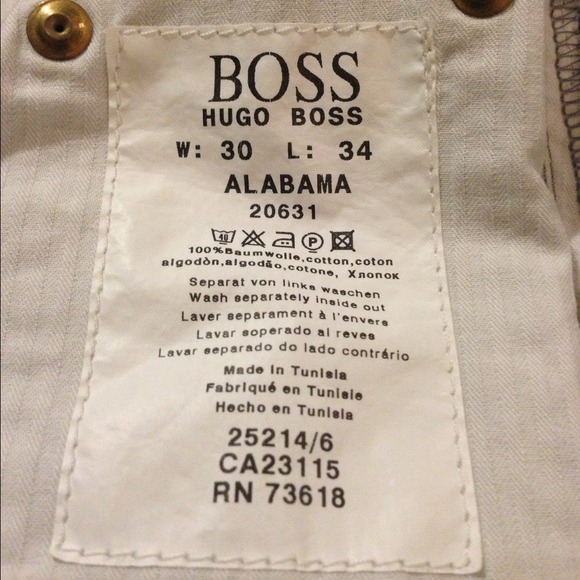 BOSS
HUGO BOSS
W: 30 L: 34
ALABAMA
20631
40 P
100%Baumwolle,cotton,coton
algodòn,algodão,cotone, Хлопок
Separat von links waschen
Wash separately inside out
Laver separament à l'envers
Lavar soperado al reves
Lavar separado do lado contrário
Made in Tunisia
Fabriqué en Tunisie
Hecho en Tunisia
25214/6
CA23115
RN 73618